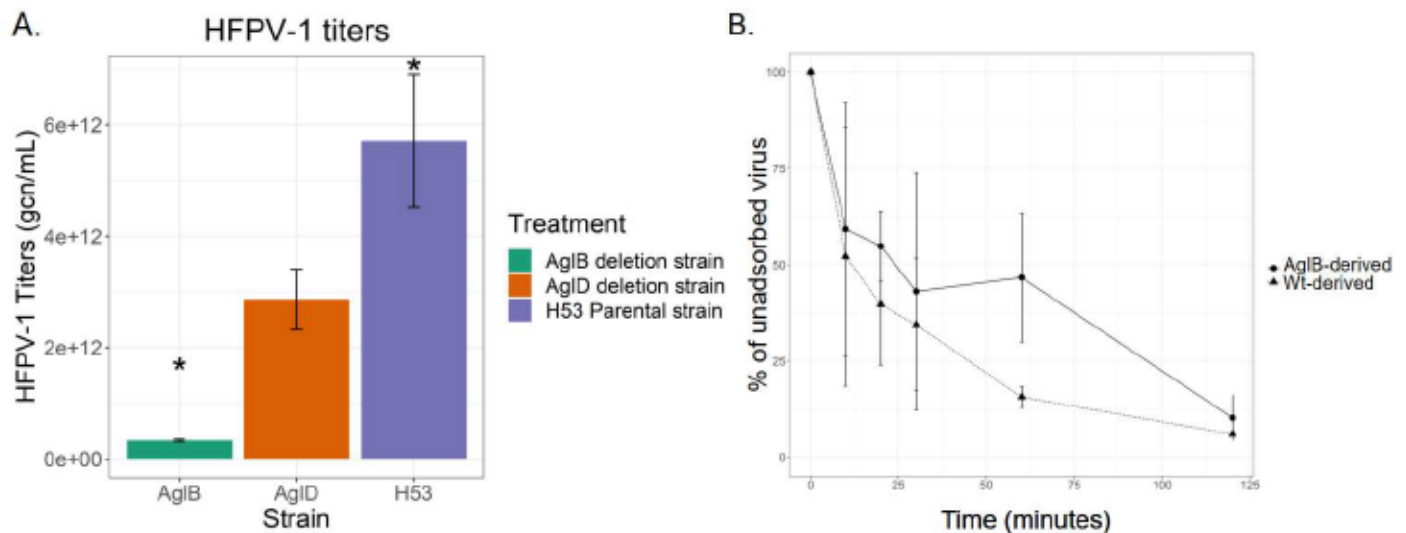 A.
HFPV-1 titers
HFPV-1 Titers (gcn/mL)
6e+12
4e+12
2e+12
0e+00
*
*
AglB
AglD
H53
Strain
Treatment
AglB deletion strain
AglD deletion strain
H53 Parental strain
B.
% of unadsorbed virus
100
75
50
25
0
0
25
50
75
100
125
Time (minutes)
AglB-derived
Wt-derived